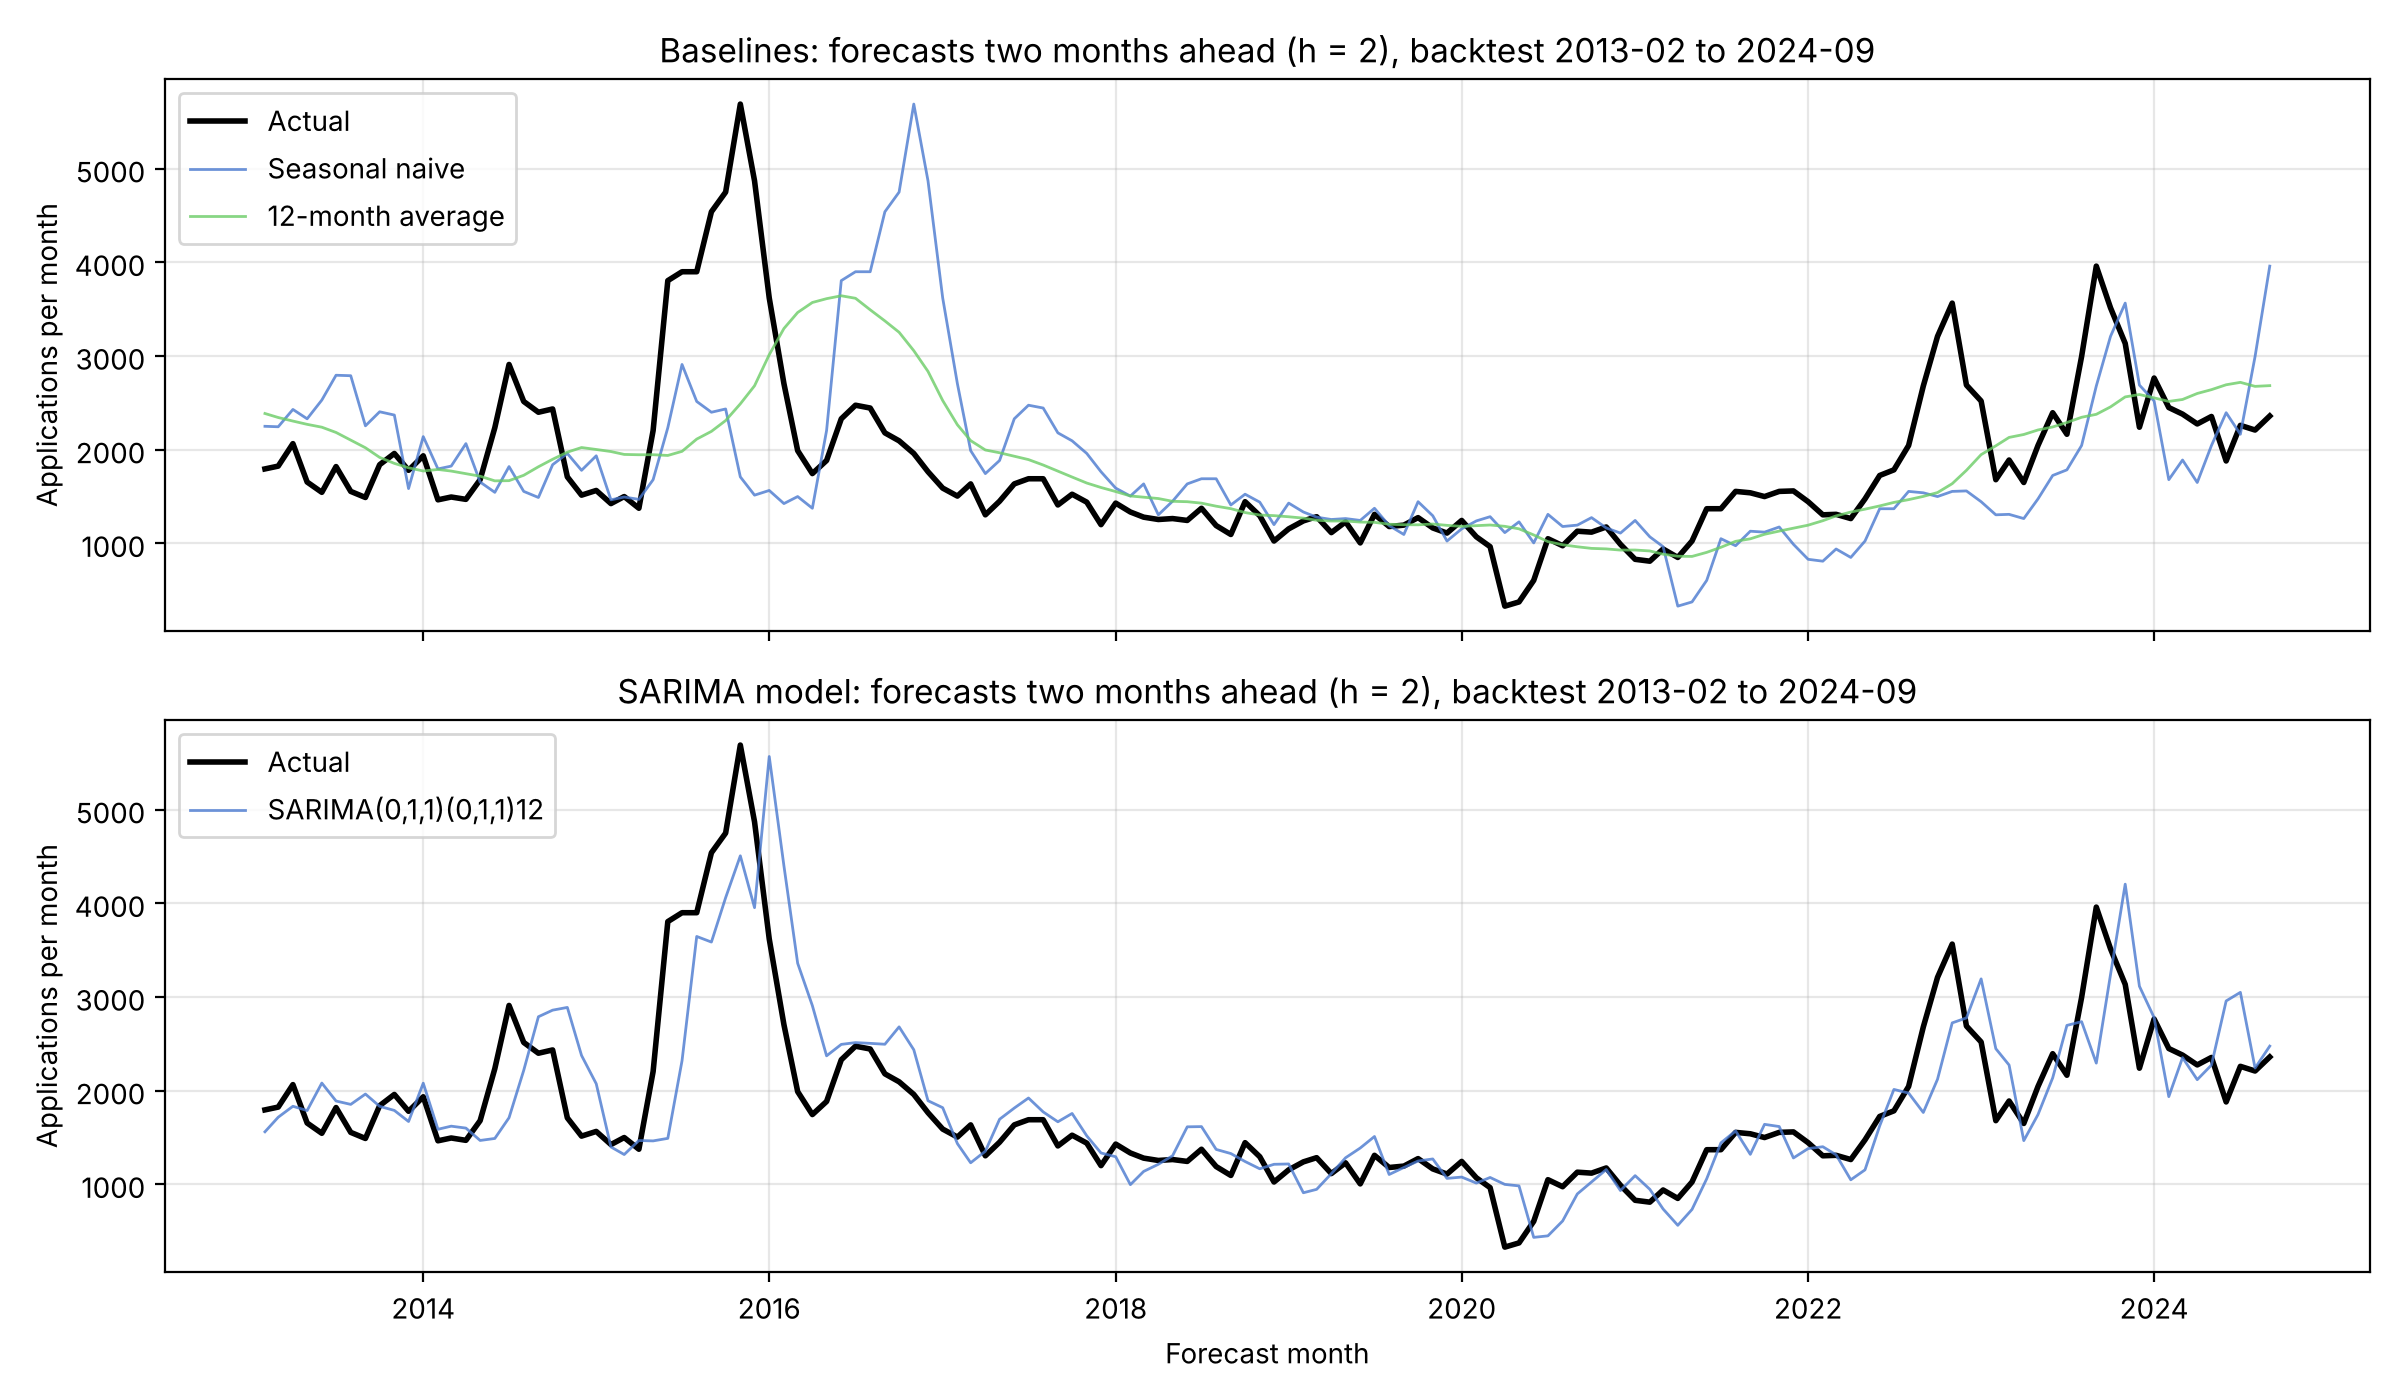 Baselines: forecasts two months ahead (h = 2), backtest 2013-02 to 2024-09
Actual
Seasonal naive
12-month average
5000
4000
3000
2000
1000
Applications per month
SARIMA model: forecasts two months ahead (h = 2), backtest 2013-02 to 2024-09
Actual
SARIMA(0,1,1)(0,1,1)12
5000
4000
3000
2000
1000
Applications per month
2014 2016 2018 2020 2022 2024
Forecast month